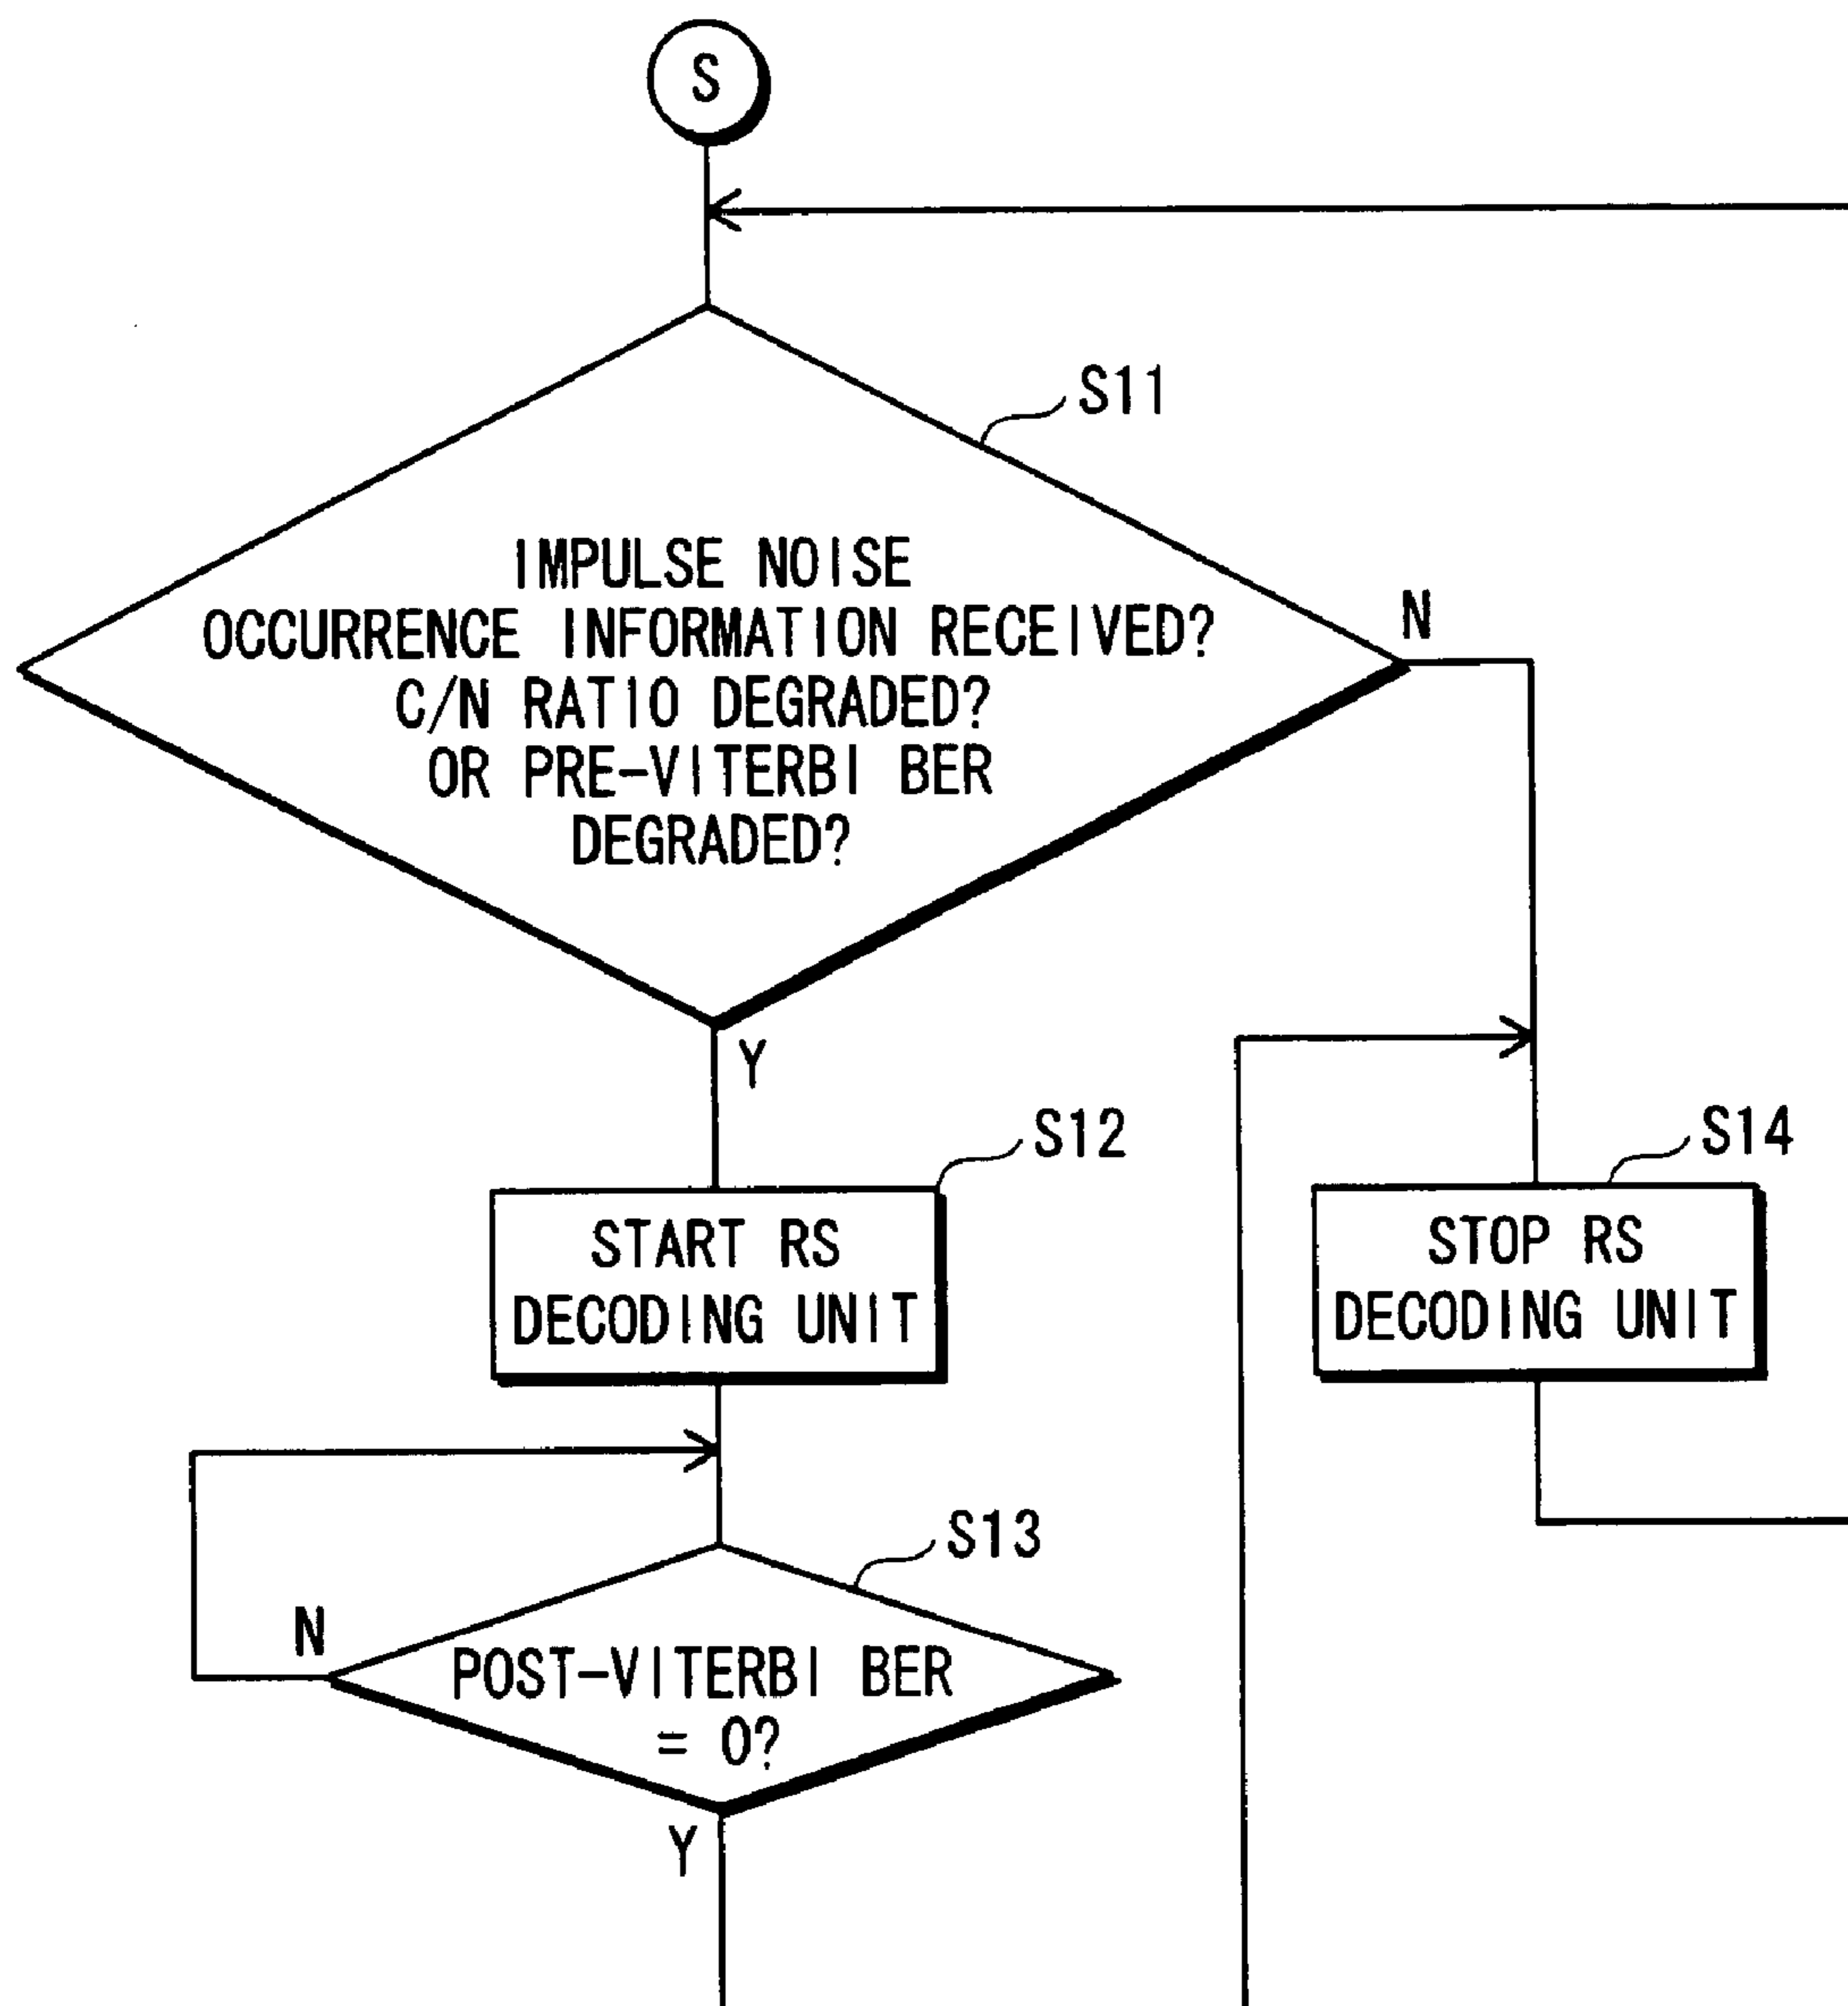 S
S11
IMPULSE NOISE
OCCURRENCE INFORMATION RECEIVED?
C/N RATIO DEGRADED?
OR PRE-VITERBI BER
DEGRADED?
N
Y
S12
START RS
DECODING UNIT
S14
STOP RS
DECODING UNIT
S13
N
POST-VITERBI BER
= 0?
Y